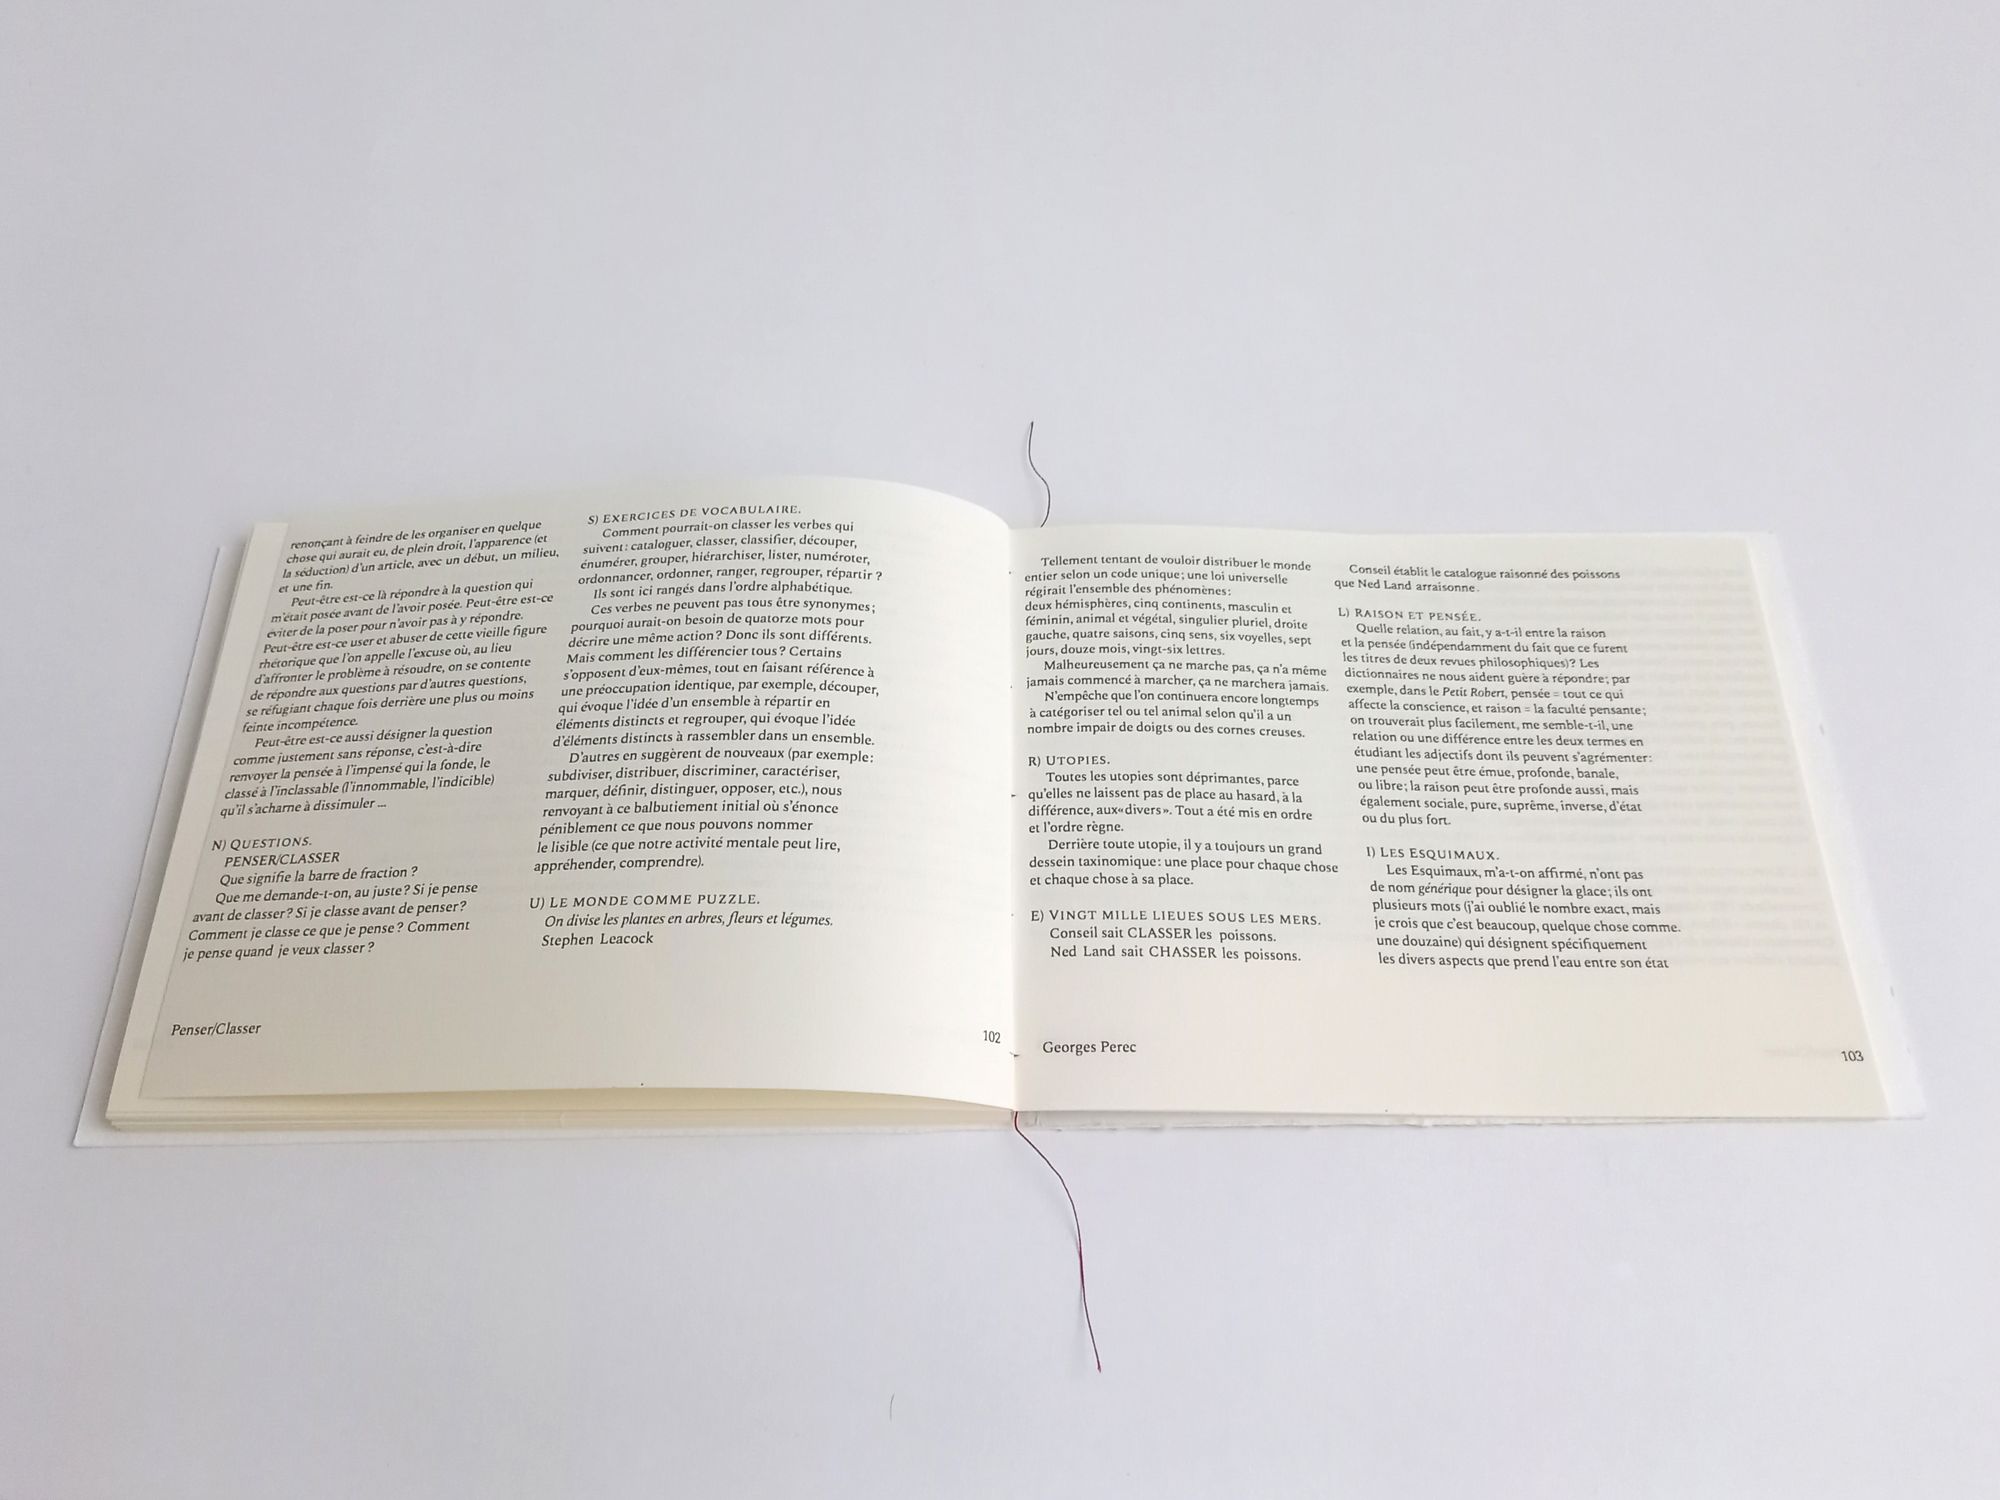 renonçant à feindre de les organiser en quelque
chose qui aurait eu, de plein droit, l'apparence (et
la séduction) d'un article, avec un début, un milieu,
et une fin.
Peut-être est-ce là répondre à la question qui
m'était posée avant de l'avoir posée. Peut-être est-ce
éviter de la poser pour n'avoir pas à y répondre.
Peut-être est-ce user et abuser de cette vieille figure
rhétorique que l'on appelle l'excuse où, au lieu
d'affronter le problème à résoudre, on se contente
de répondre aux questions par d'autres questions,
se réfugiant chaque fois derrière une plus ou moins
feinte incompétence.
Peut-être est-ce aussi désigner la question
comme justement sans réponse, c'est-à-dire
renvoyer la pensée à l'impensé qui la fonde, le
classé à l'inclassable (l'innommable, l'indicible)
qu'il s'acharne à dissimuler ...
N) QUESTIONS.
PENSER/CLASSER
Que signifie la barre de fraction ?
Que me demande-t-on, au juste? Si je pense
avant de classer? Si je classe avant de penser?
Comment je classe ce que je pense? Comment
je pense quand je veux classer ?
S) EXERCICES DE VOCABULAIRE.
Comment pourrait-on classer les verbes qui
suivent: cataloguer, classer, classifier, découper,
énumérer, grouper, hiérarchiser, lister, numéroter,
ordonnancer, ordonner, ranger, regrouper, répartir ?
Ils sont ici rangés dans l'ordre alphabétique.
Ces verbes ne peuvent pas tous être synonymes;
pourquoi aurait-on besoin de quatorze mots pour
décrire une même action? Donc ils sont différents.
Mais comment les différencier tous? Certains
s'opposent d'eux-mêmes, tout en faisant référence à
une préoccupation identique, par exemple, découper,
qui évoque l'idée d'un ensemble à répartir en
éléments distincts et regrouper, qui évoque l'idée
d'éléments distincts à rassembler dans un ensemble.
D'autres en suggèrent de nouveaux (par exemple:
subdiviser, distribuer, discriminer, caractériser,
marquer, définir, distinguer, opposer, etc.), nous
renvoyant à ce balbutiement initial où s'énonce
péniblement ce que nous pouvons nommer
le lisible (ce que notre activité mentale peut lire,
appréhender, comprendre).
U) LE MONDE COMME PUZZLE.
On divise les plantes en arbres, fleurs et légumes.
Stephen Leacock
Penser/Classer
102
Tellement tentant de vouloir distribuer le monde
entier selon un code unique; une loi universelle
régirait l'ensemble des phénomènes:
deux hémisphères, cinq continents, masculin et
féminin, animal et végétal, singulier pluriel, droite
gauche, quatre saisons, cinq sens, six voyelles, sept
jours, douze mois, vingt-six lettres.
Malheureusement ça ne marche pas, ça n'a même
jamais commencé à marcher, ça ne marchera jamais.
N'empêche que l'on continuera encore longtemps
à catégoriser tel ou tel animal selon qu'il a un
nombre impair de doigts ou des cornes creuses.
R) UTOPIES.
Toutes les utopies sont déprimantes, parce
qu'elles ne laissent pas de place au hasard, à la
différence, aux«divers». Tout a été mis en ordre
et l'ordre règne.
Derrière toute utopie, il y a toujours un grand
dessein taxinomique: une place pour chaque chose
et chaque chose à sa place.
E) VINGT MILLE LIEUES SOUS LES MERS.
Conseil sait CLASSER les poissons.
Ned Land sait CHASSER les poissons.
Conseil établit le catalogue raisonné des poissons
que Ned Land arraisonne.
L) RAISON ET PENSÉE.
Quelle relation, au fait, y a-t-il entre la raison
et la pensée (indépendamment du fait que ce furent
les titres de deux revues philosophiques)? Les
dictionnaires ne nous aident guère à répondre; par
exemple, dans le Petit Robert, pensée = tout ce qui
affecte la conscience, et raison = la faculté pensante;
on trouverait plus facilement, me semble-t-il, une
relation ou une différence entre les deux termes en
étudiant les adjectifs dont ils peuvent s'agrémenter:
une pensée peut être émue, profonde, banale,
ou libre; la raison peut être profonde aussi, mais
également sociale, pure, suprême, inverse, d'état
ou du plus fort.
I) LES ESQUIMAUX.
Les Esquimaux, m'a-t-on affirmé, n'ont pas
de nom générique pour désigner la glace; ils ont
plusieurs mots (j'ai oublié le nombre exact, mais
je crois que c'est beaucoup, quelque chose comme.
une douzaine) qui désignent spécifiquement
les divers aspects que prend l'eau entre son état
Georges Perec
103